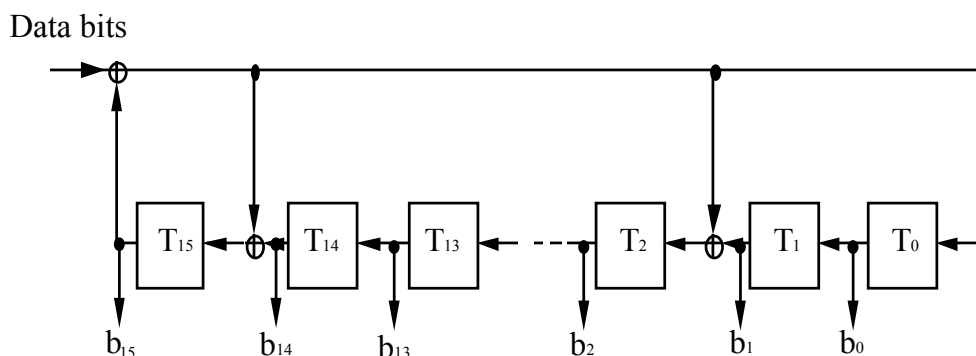 Data bits
T₁₅ T₁₄ T₁₃ T₂ T₁ T₀
b₁₅ b₁₄ b₁₃ b₂ b₁ b₀